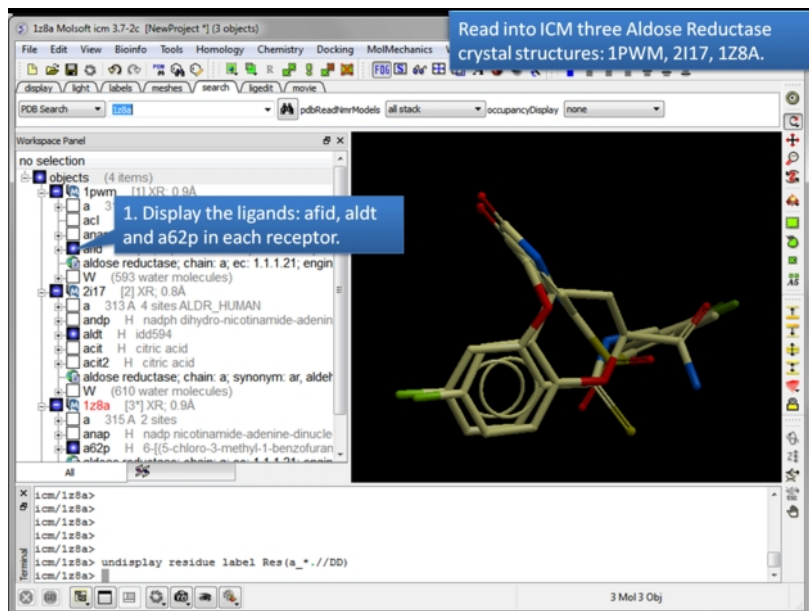 1z8a Molsoft icm 3.7-2c [NewProject *] (3 objects)
Read into ICM three Aldose Reductase
crystal structures: 1PWM, 2I17, 1Z8A.
File Edit View Bioinfo Tools Homology Chemistry Docking MolMechanics
display light labels meshes search ligedit movie
PDB Search 1z8a pdbReadNmrModels all stack occupancyDisplay none
Workspace Panel
no selection
objects (4 items)
1pwm [1] XR; 0.9Å
a
acl
1. Display the ligands: afid, aldt
and a62p in each receptor.
aldose reductase; chain: a; ec: 1.1.1.21; engin
W (593 water molecules)
2i17 [2] XR; 0.8Å
a 313 A 4 sites ALDR_HUMAN
andp H nadph dihydro-nicotinamide-adenin
aldt H idd594
acit H citric acid
acit2 H citric acid
aldose reductase; chain: a; synonym: ar, aldeh
W (610 water molecules)
1z8a [3*] XR; 0.9Å
a 315 A 2 sites
anap H nadp nicotinamide-adenine-dinucle
a62p H 6-[(5-chloro-3-methyl-1-benzofuran
All
icm/1z8a>
icm/1z8a>
icm/1z8a>
icm/1z8a>
icm/1z8a>
icm/1z8a> undisplay residue label Res(a_*.//DD)
icm/1z8a>
Terminal
3 Mol 3 Obj